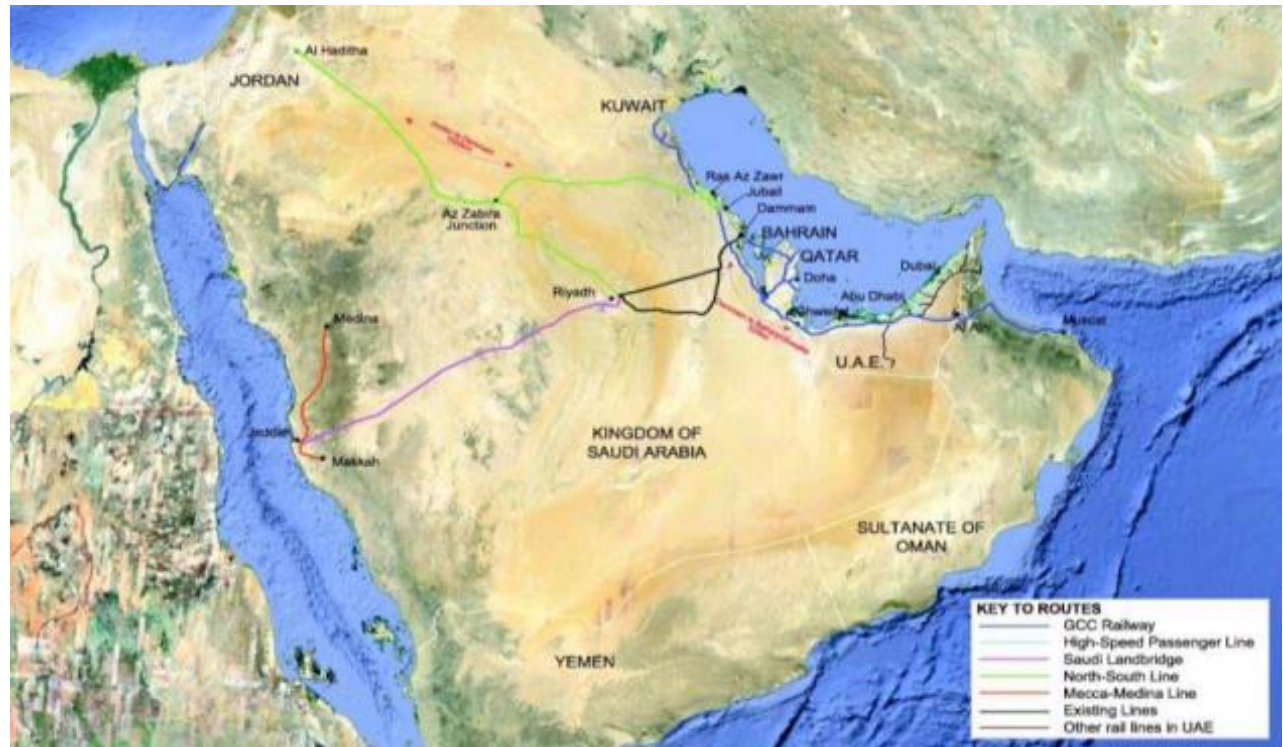 Al Haditha
JORDAN
KUWAIT
Ras Az Zawr
Jubail
Dammam
Az Zabira
Junction
BAHRAIN
QATAR
Doha
Dubai
Riyadh
Abu Dhabi
Medina
Al Ain
Muscat
U.A.E.
Jeddah
Makkah
KINGDOM OF
SAUDI ARABIA
SULTANATE OF
OMAN
YEMEN
KEY TO ROUTES
GCC Railway
High-Speed Passenger Line
Saudi Landbridge
North-South Line
Mecca-Medina Line
Existing Lines
Other rail lines in UAE